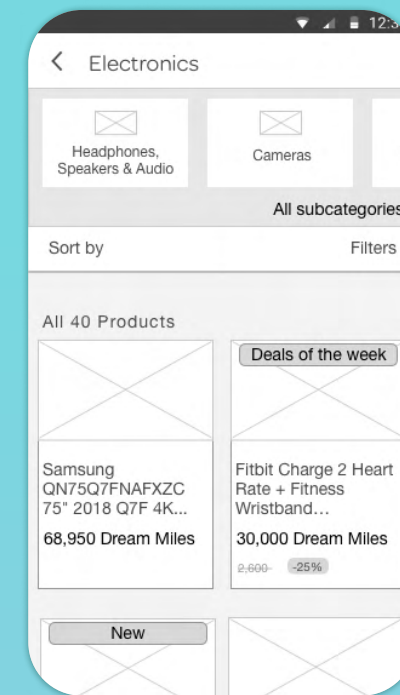 12:3
Electronics
Headphones,
Speakers & Audio
Cameras
All subcategories
Sort by
Filters
All 40 Products
Deals of the week
Samsung
QN75Q7FNAFXZC
75" 2018 Q7F 4K...
68,950 Dream Miles
Fitbit Charge 2 Heart
Rate + Fitness
Wristband...
30,000 Dream Miles
2,600 -25%
New